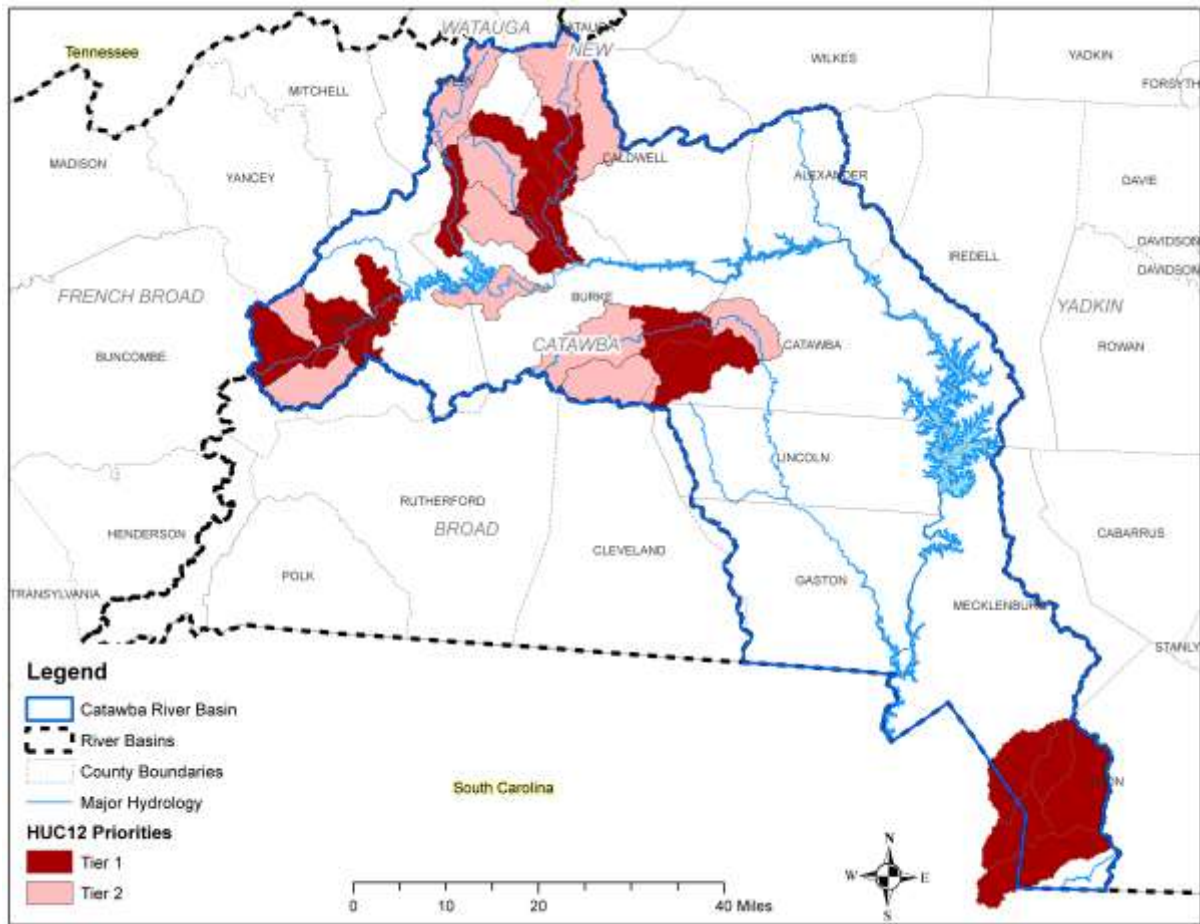 WATAUGA
WATAUGA
NEW
Tennessee
WILKES
YADKIN
FORSYTH
MITCHELL
MADISON
YANCEY
CALDWELL
ALEXANDER
DAVIE
DAVIDSON
DAVIDSON
IREDELL
FRENCH BROAD
BURKE
YADKIN
BUNCOMBE
CATAWBA
CATAWBA
ROWAN
LINCOLN
RUTHERFORD
BROAD
HENDERSON
CABARRUS
CLEVELAND
POLK
GASTON
TRANSYLVANIA
MECKLENBURG
STANLY
Legend
Catawba River Basin
River Basins
County Boundaries
Major Hydrology
HUC12 Priorities
Tier 1
Tier 2
South Carolina
N
W
E
S
0
10
20
40 Miles